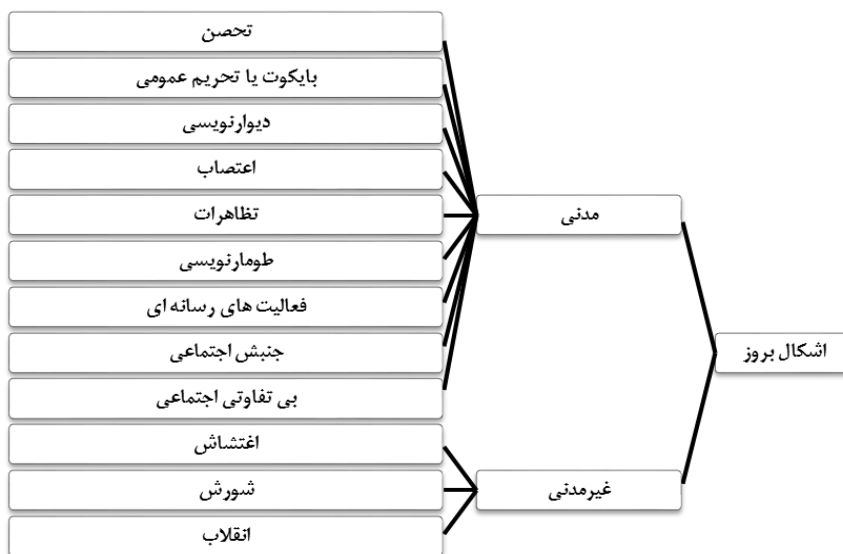 اشکال بروز
مدنی
تحصن
بایکوت یا تحریم عمومی
دیوارنویسی
اعتصاب
تظاهرات
طومارنویسی
فعالیت های رسانه ای
جنبش اجتماعی
بی تفاوتی اجتماعی
غیرمدنی
اغتشاش
شورش
انقلاب